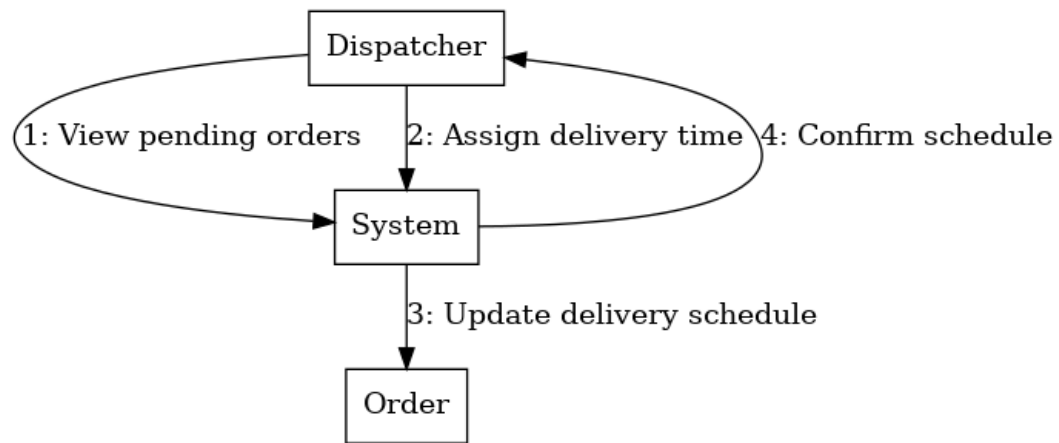 Dispatcher
1: View pending orders
2: Assign delivery time
4: Confirm schedule
System
3: Update delivery schedule
Order